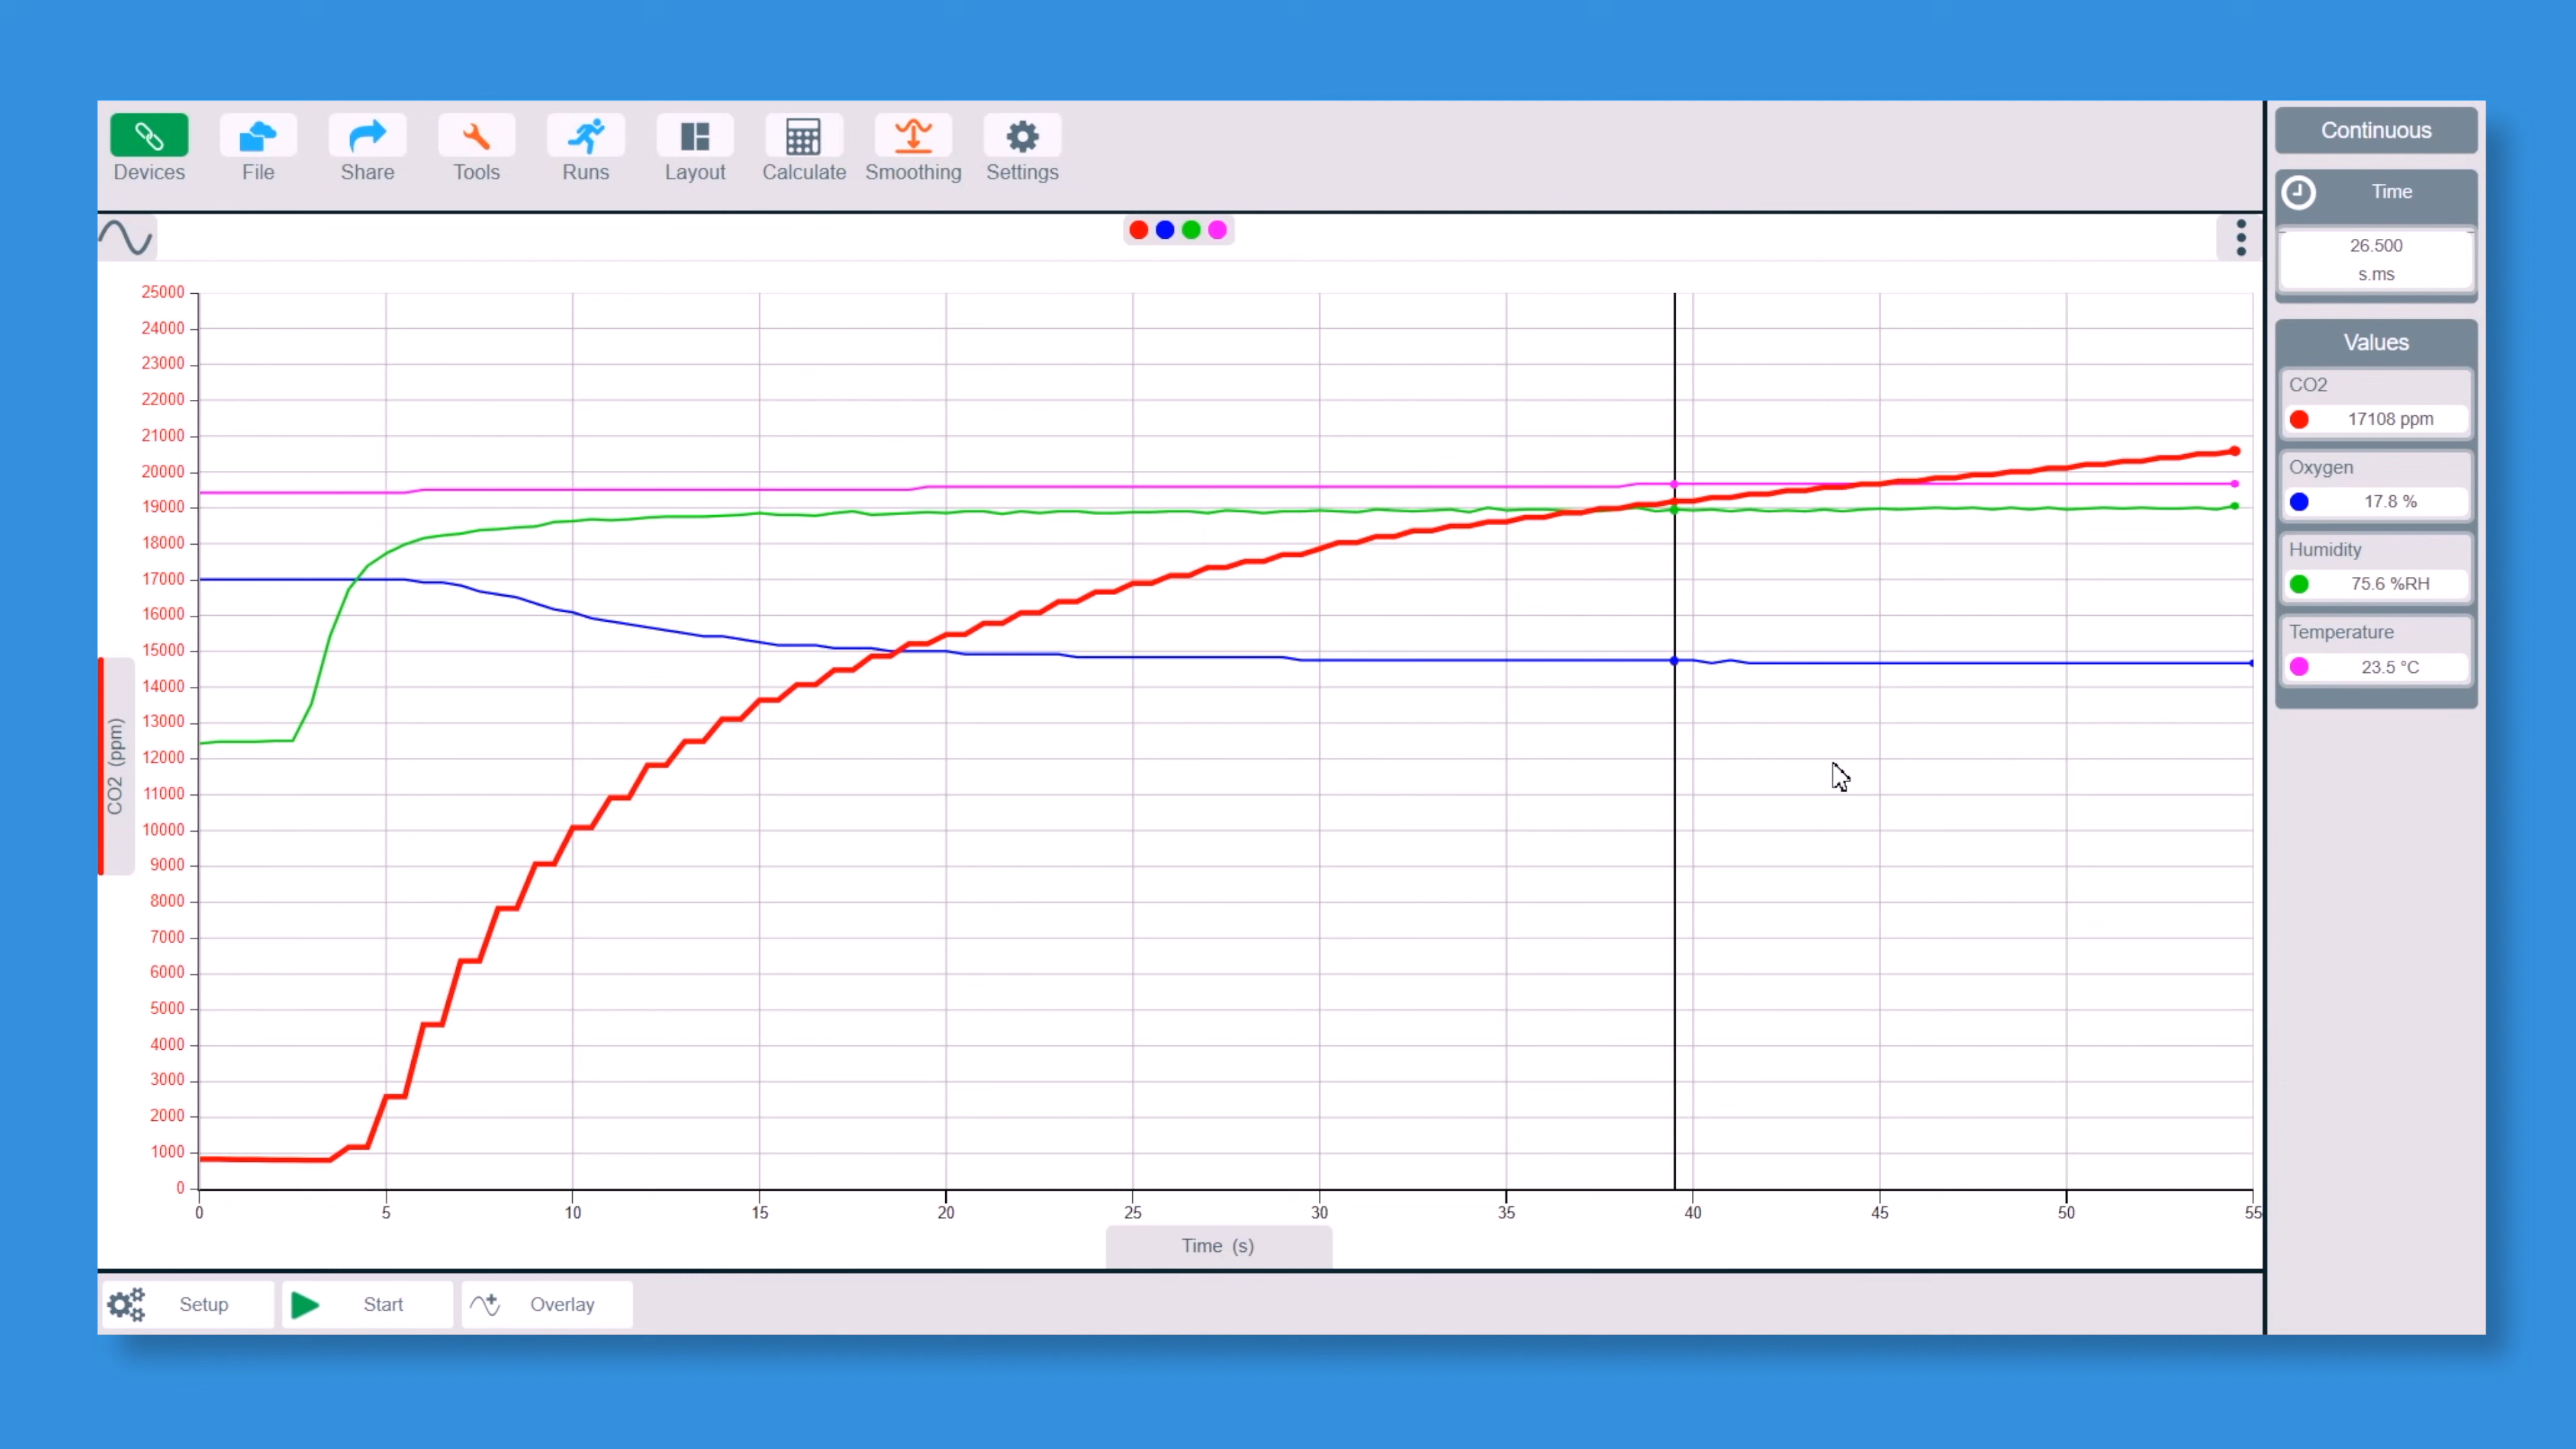 Continuous
Devices File Share Tools Runs Layout Calculate Smoothing Settings
Time
26.500
s.ms
Values
CO2
17108 ppm
Oxygen
17.8 %
Humidity
75.6 %RH
Temperature
23.5 °C
25000
24000
23000
22000
21000
20000
19000
18000
17000
16000
15000
14000
13000
12000
11000
10000
9000
8000
7000
6000
5000
4000
3000
2000
1000
0
CO2 (ppm)
0 5 10 15 20 25 30 35 40 45 50 55
Time (s)
Setup Start Overlay